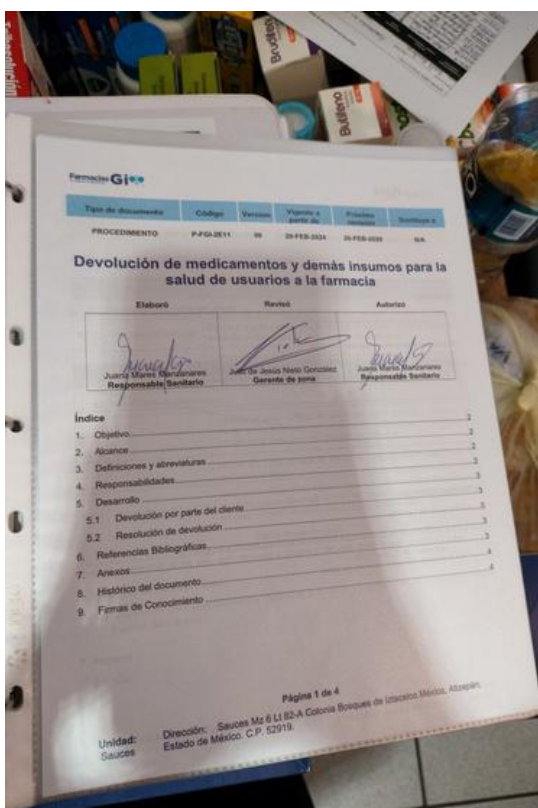 Brudifeno
Butifeno
Farmacias Gi
Tipo de documento Código Versión Vigente a partir de Próxima revisión Sustituye a
PROCEDIMIENTO P-FGI-2E11 00 20-FEB-2024 20-FEB-2026 NA
Devolución de medicamentos y demás insumos para la
salud de usuarios a la farmacia
Elaboró Revisó Autorizó
Juana Mares Manzanares de Jesús Nieto González Juana Mares Manzanares
Responsable Sanitario Gerente de zona Responsable Sanitario
Índice
1. Objetivo 2
2. Alcance 2
3. Definiciones y abreviaturas 2
4. Responsabilidades 2
5. Desarrollo 3
5.1 Devolución por parte del cliente 3
5.2 Resolución de devolución 3
6. Referencias Bibliográficas 3
7. Anexos 3
8. Histórico del documento 4
9. Firmas de Conocimiento 4
Página 1 de 4
Unidad: Dirección: Sauces Mz 6 Lt 82-A Colonia Bosques de Ixtacalco México, Atizapán,
Sauces Estado de México. C.P. 52919.